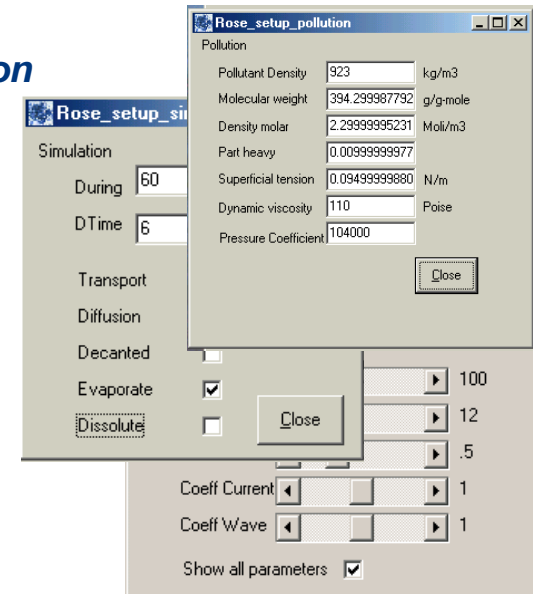 on
Rose_setup_pollution
Pollution
Pollutant Density 923 kg/m3
Molecular weight 394.299987792 g/g-mole
Density molar 2.29999995231 Moli/m3
Part heavy 0.00999999977
Superficial tension 0.09499999880 N/m
Dynamic viscosity 110 Poise
Pressure Coefficient 104000
Close
Rose_setup_si
Simulation
During 60
DTime 6
Transport
Diffusion
Decanted
Evaporate
Dissolute
Close
100
12
.5
Coeff Current 1
Coeff Wave 1
Show all parameters